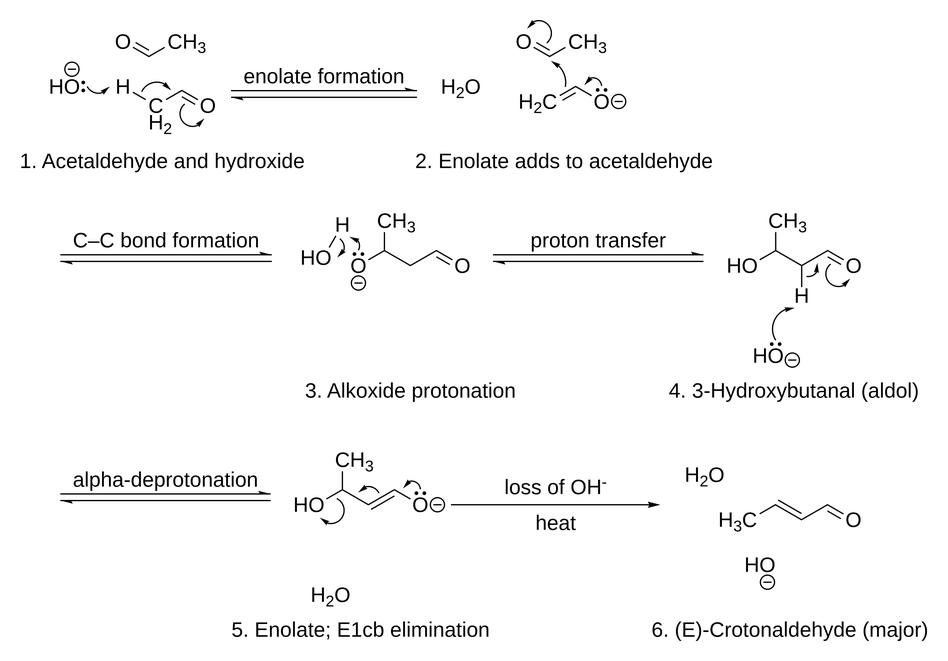 O CH₃
⊖
HO: H
C O
H₂
enolate formation
H₂O
O CH₃
H₂C O⊖
1. Acetaldehyde and hydroxide
2. Enolate adds to acetaldehyde
C–C bond formation
H CH₃
HO O O
⊖
proton transfer
CH₃
HO O
H
HO⊖
3. Alkoxide protonation
4. 3-Hydroxybutanal (aldol)
alpha-deprotonation
CH₃
HO O⊖
loss of OH⁻
heat
H₂O
H₃C O
HO
⊖
H₂O
5. Enolate; E1cb elimination
6. (E)-Crotonaldehyde (major)